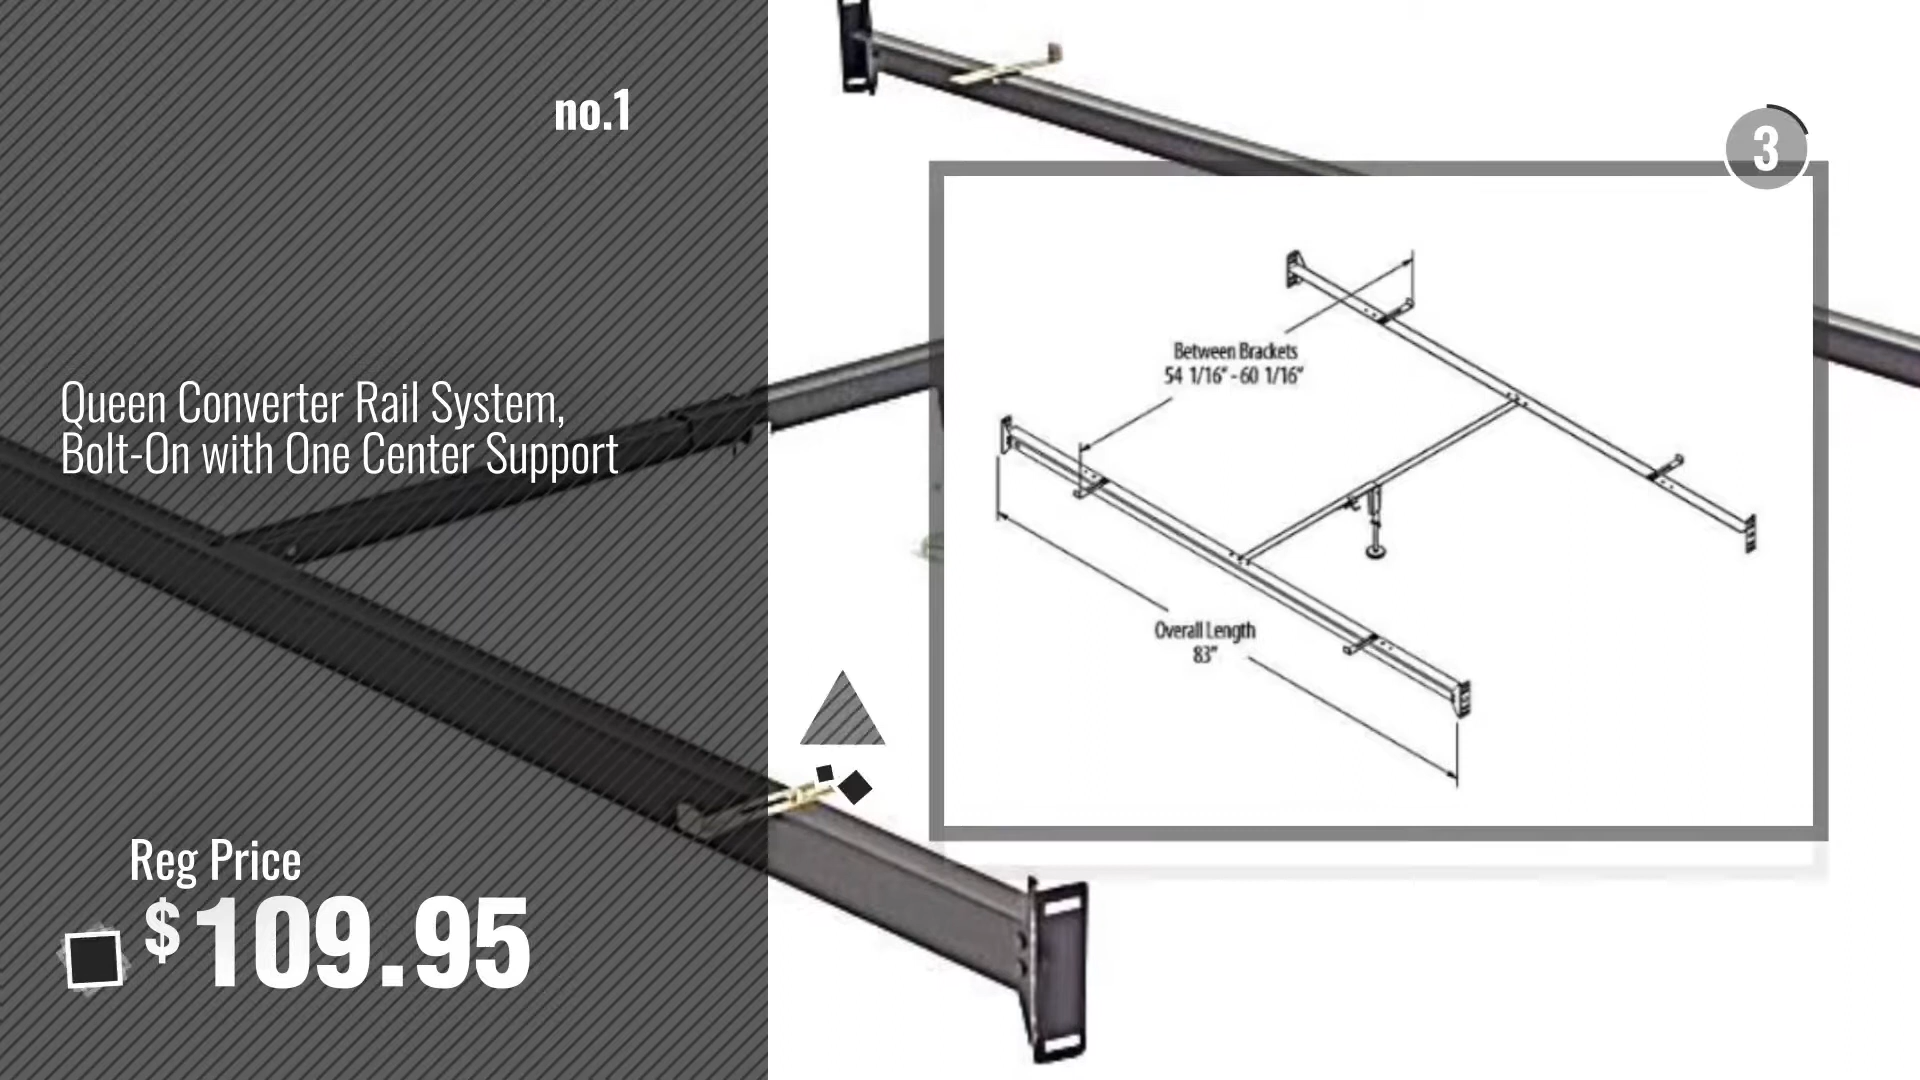 no.1
3
Queen Converter Rail System,
Bolt-On with One Center Support
Between Brackets
54 1/16" - 60 1/16"
Overall Length
83"
Reg Price
$109.95